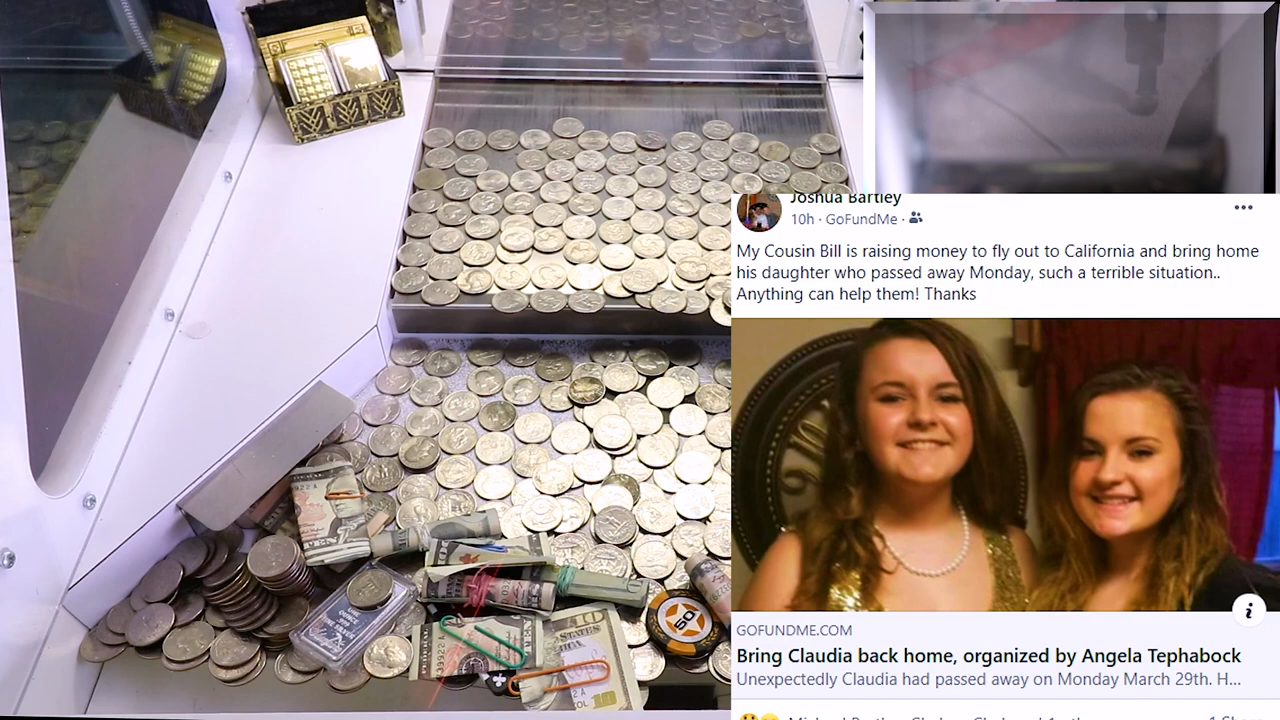 Joshua Bartley
10h · GoFundMe ·
My Cousin Bill is raising money to fly out to California and bring home
his daughter who passed away Monday, such a terrible situation..
Anything can help them! Thanks
GOFUNDME.COM
Bring Claudia back home, organized by Angela Tephabock
Unexpectedly Claudia had passed away on Monday March 29th. H...
50
10